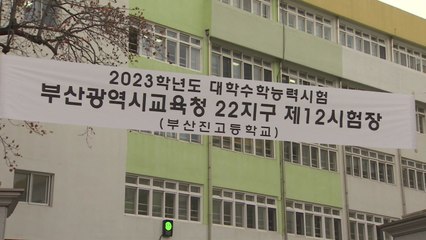 2023학년도 대학수학능력시험
부산광역시교육청 22지구 제12시험장
(부산진고등학교)